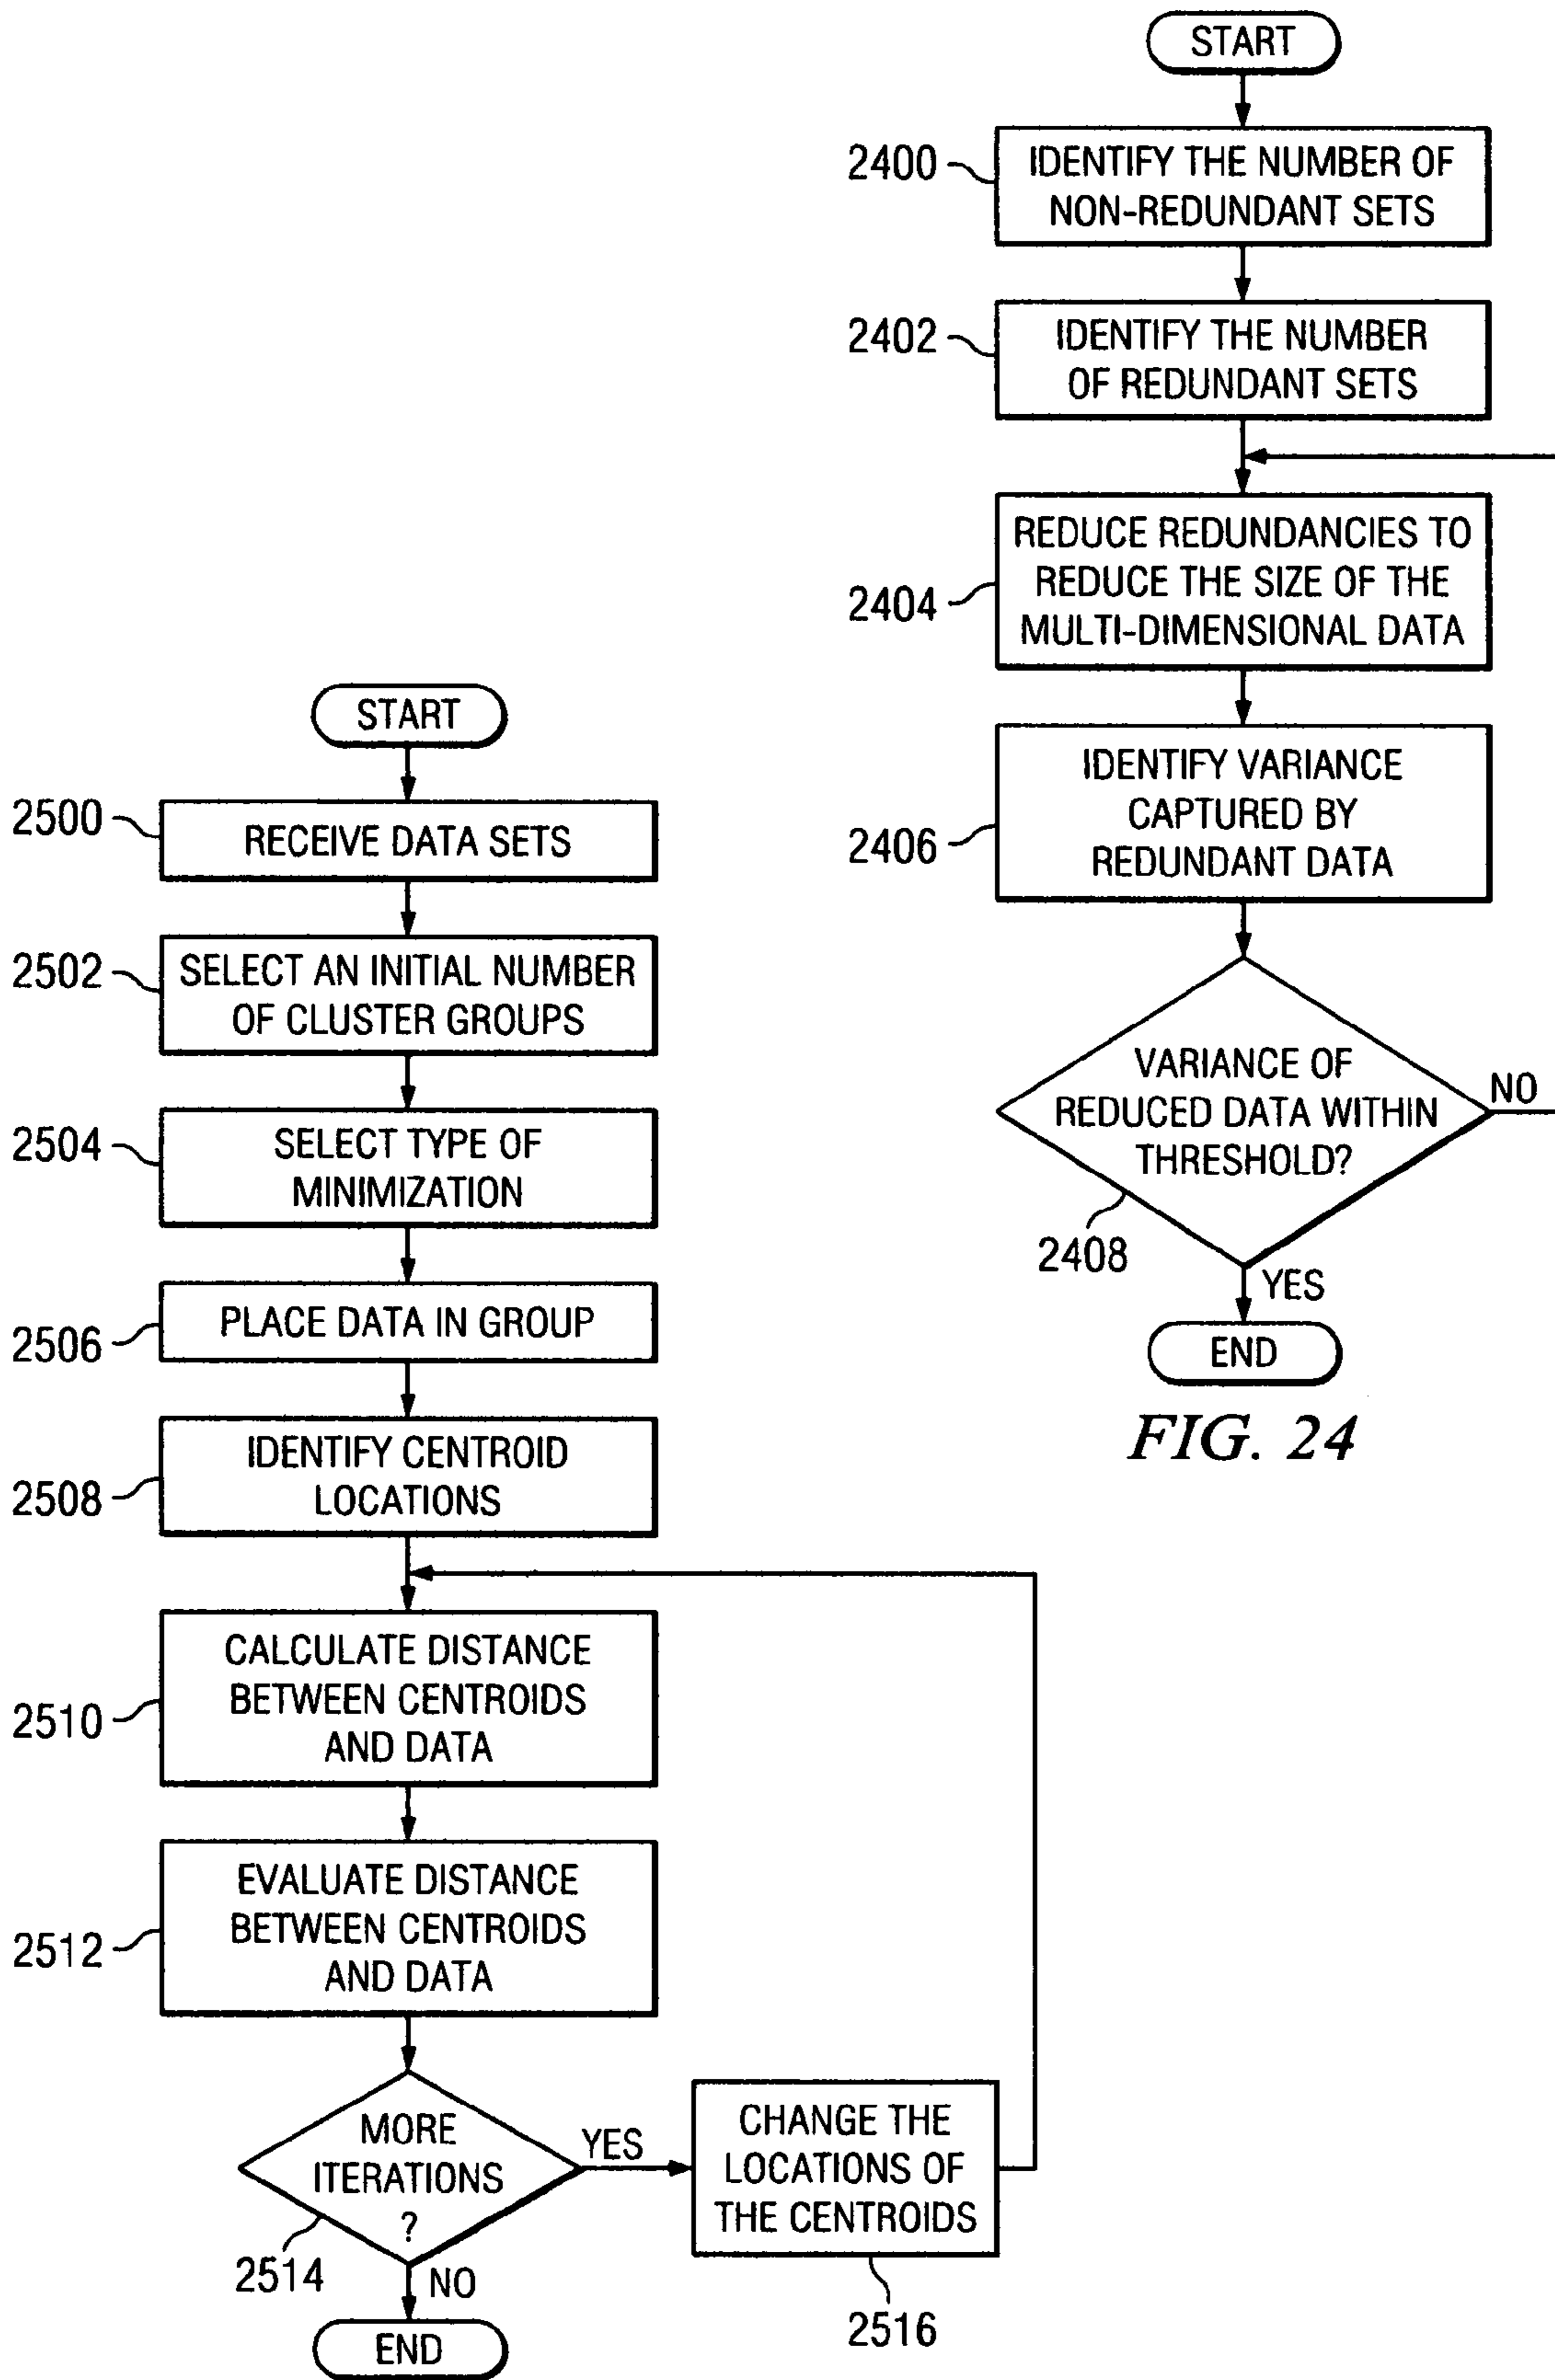 START
2400
IDENTIFY THE NUMBER OF
NON-REDUNDANT SETS
2402
IDENTIFY THE NUMBER
OF REDUNDANT SETS
2404
REDUCE REDUNDANCIES TO
REDUCE THE SIZE OF THE
MULTI-DIMENSIONAL DATA
2406
IDENTIFY VARIANCE
CAPTURED BY
REDUNDANT DATA
VARIANCE OF
REDUCED DATA WITHIN
THRESHOLD?
NO
2408
YES
END
FIG. 24
START
2500
RECEIVE DATA SETS
2502
SELECT AN INITIAL NUMBER
OF CLUSTER GROUPS
2504
SELECT TYPE OF
MINIMIZATION
2506
PLACE DATA IN GROUP
2508
IDENTIFY CENTROID
LOCATIONS
2510
CALCULATE DISTANCE
BETWEEN CENTROIDS
AND DATA
2512
EVALUATE DISTANCE
BETWEEN CENTROIDS
AND DATA
MORE
ITERATIONS
?
YES
2514
NO
CHANGE THE
LOCATIONS OF
THE CENTROIDS
2516
END